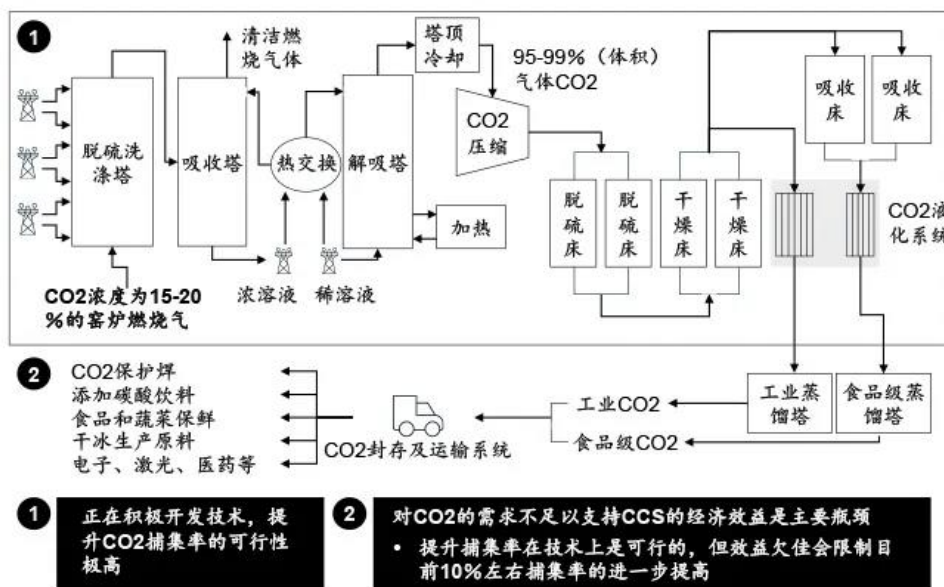 1
清洁燃
烧气体
塔顶
冷却
95-99%（体积）
气体CO2
脱硫洗
涤塔
吸收塔
热交换
解吸塔
加热
CO2
压缩
脱硫床
脱硫床
干燥床
干燥床
吸收
床
吸收
床
CO2液
化系统
浓溶液
稀溶液
CO2浓度为15-20
%的窑炉燃烧气
2
CO2保护焊
添加碳酸饮料
食品和蔬菜保鲜
干冰生产原料
电子、激光、医药等
CO2封存及运输系统
工业CO2
食品级CO2
工业蒸
馏塔
食品级蒸
馏塔
1
正在积极开发技术，提
升CO2捕集率的可行性
极高
2
对CO2的需求不足以支持CCS的经济效益是主要瓶颈
• 提升捕集率在技术上是可行的，但效益欠佳会限制目
前10%左右捕集率的进一步提高